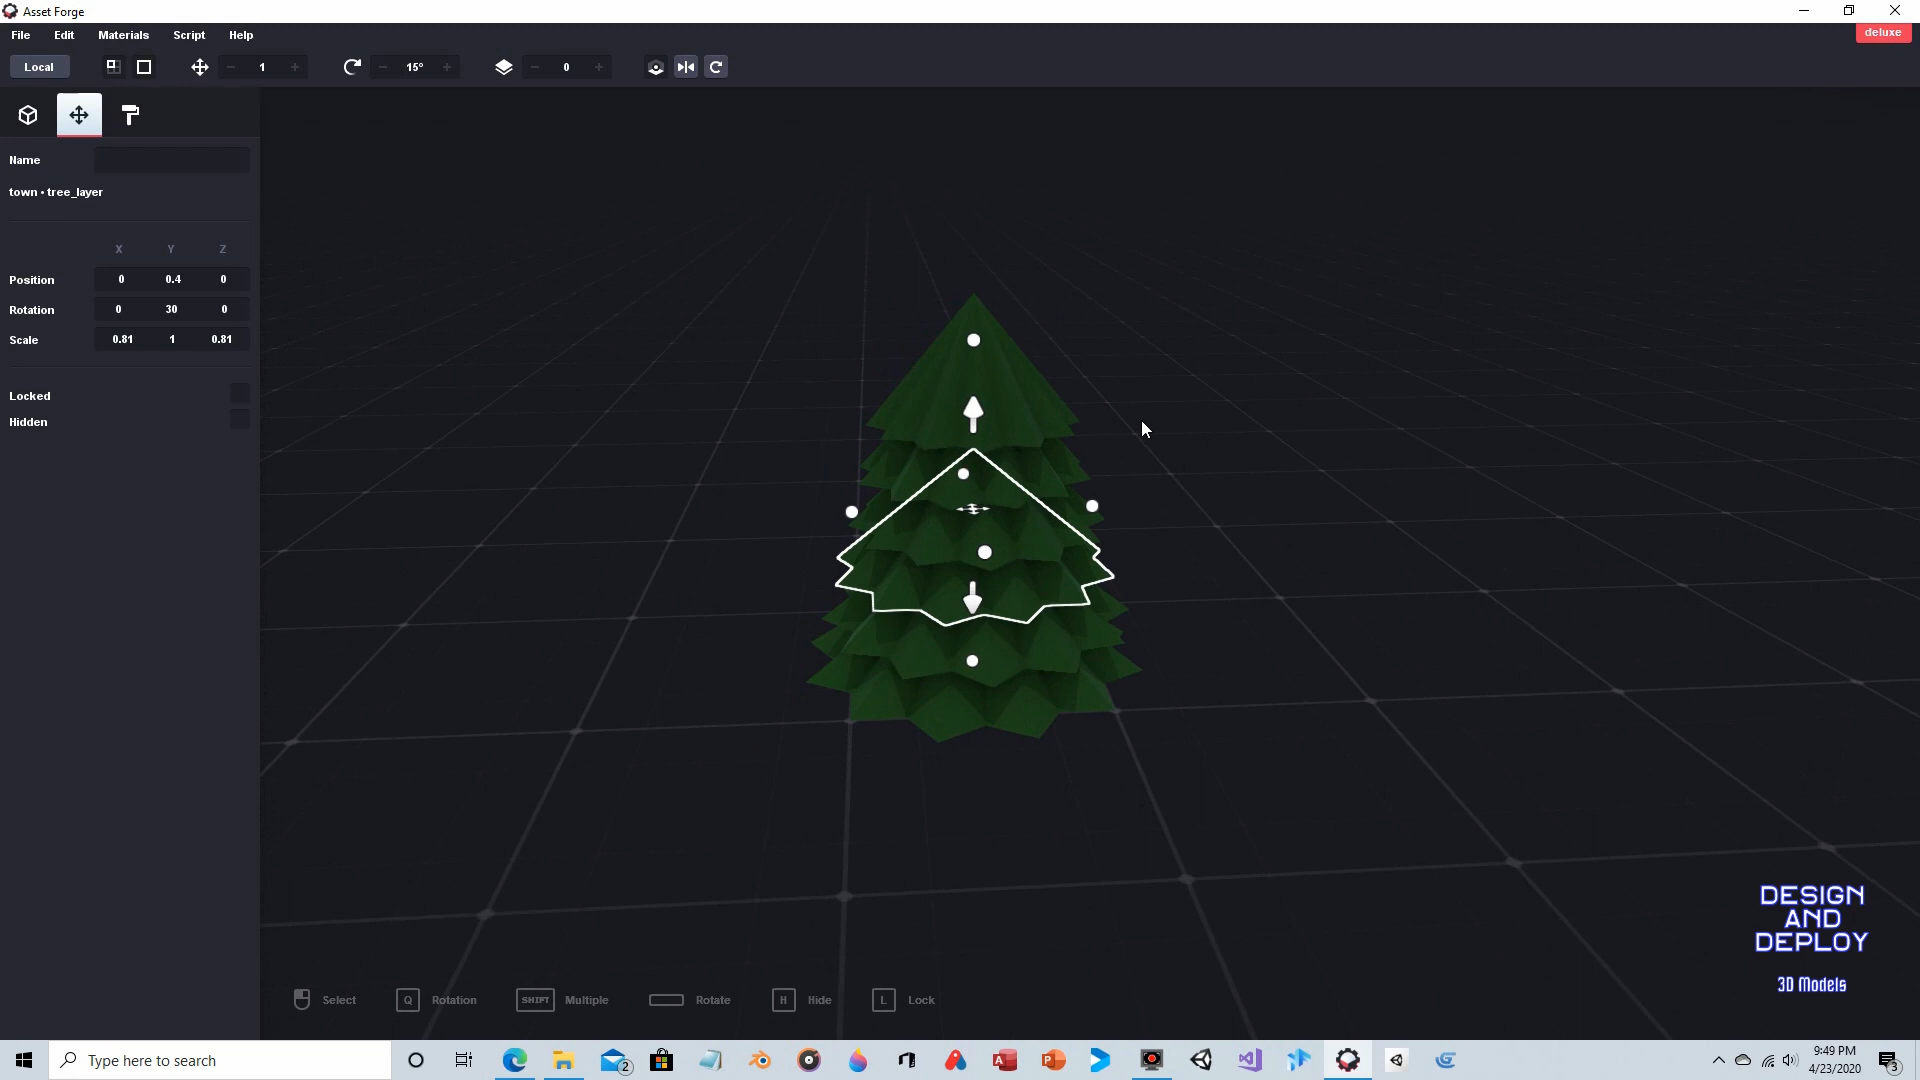 Asset Forge
File Edit Materials Script Help
deluxe
Local 1 15° 0
Name
town • tree_layer
X Y Z
Position 0 0.4 0
Rotation 0 30 0
Scale 0.81 1 0.81
Locked
Hidden
DESIGN
AND
DEPLOY
3D Models
Select Q Rotation SHIFT Multiple Rotate H Hide L Lock
Type here to search
2
9:49 PM
4/23/2020
3